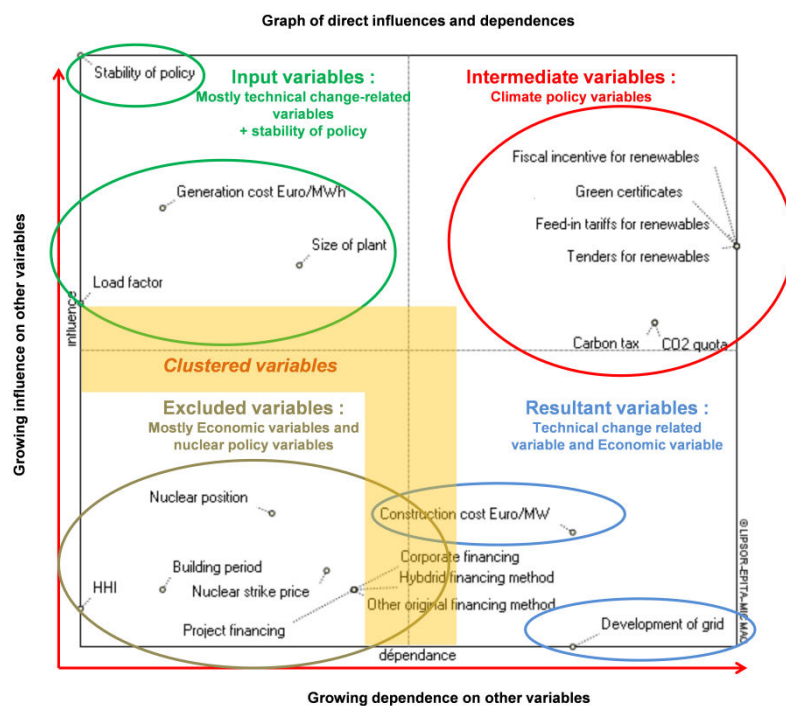 Graph of direct influences and dependences
Stability of policy
Input variables :
Mostly technical change-related
variables
+ stability of policy
Intermediate variables :
Climate policy variables
Fiscal incentive for renewables
Green certificates
Feed-in tariffs for renewables
Tenders for renewables
Generation cost Euro/MWh
Size of plant
Load factor
Carbon tax
CO2 quota
influence
Growing influence on other vairables
Clustered variables
Excluded variables :
Mostly Economic variables and
nuclear policy variables
Resultant variables :
Technical change related
variable and Economic variable
Nuclear position
Construction cost Euro/MW
Building period
Nuclear strike price
HHI
Project financing
Corporate financing
Hybdrid financing method
Other original financing method
Development of grid
dépendance
Growing dependence on other variables
© LIPSOR-EPITA-MICMAC